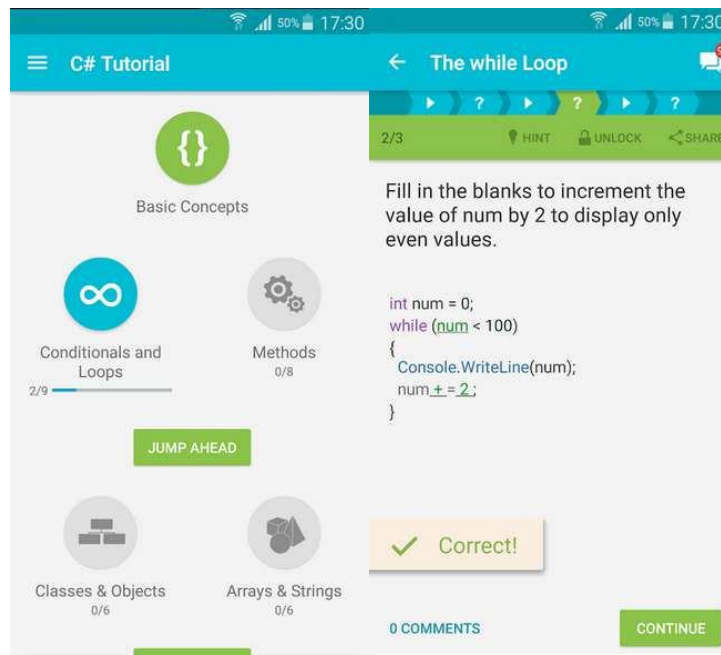 50% 17:30
C# Tutorial
{}
Basic Concepts
Conditionals and
Loops
2/9
Methods
0/8
JUMP AHEAD
Classes & Objects
0/6
Arrays & Strings
0/6
50% 17:30
The while Loop
? ? ?
2/3 HINT UNLOCK SHARE
Fill in the blanks to increment the
value of num by 2 to display only
even values.
int num = 0;
while (num < 100)
{
Console.WriteLine(num);
num + = 2 ;
}
Correct!
0 COMMENTS
CONTINUE